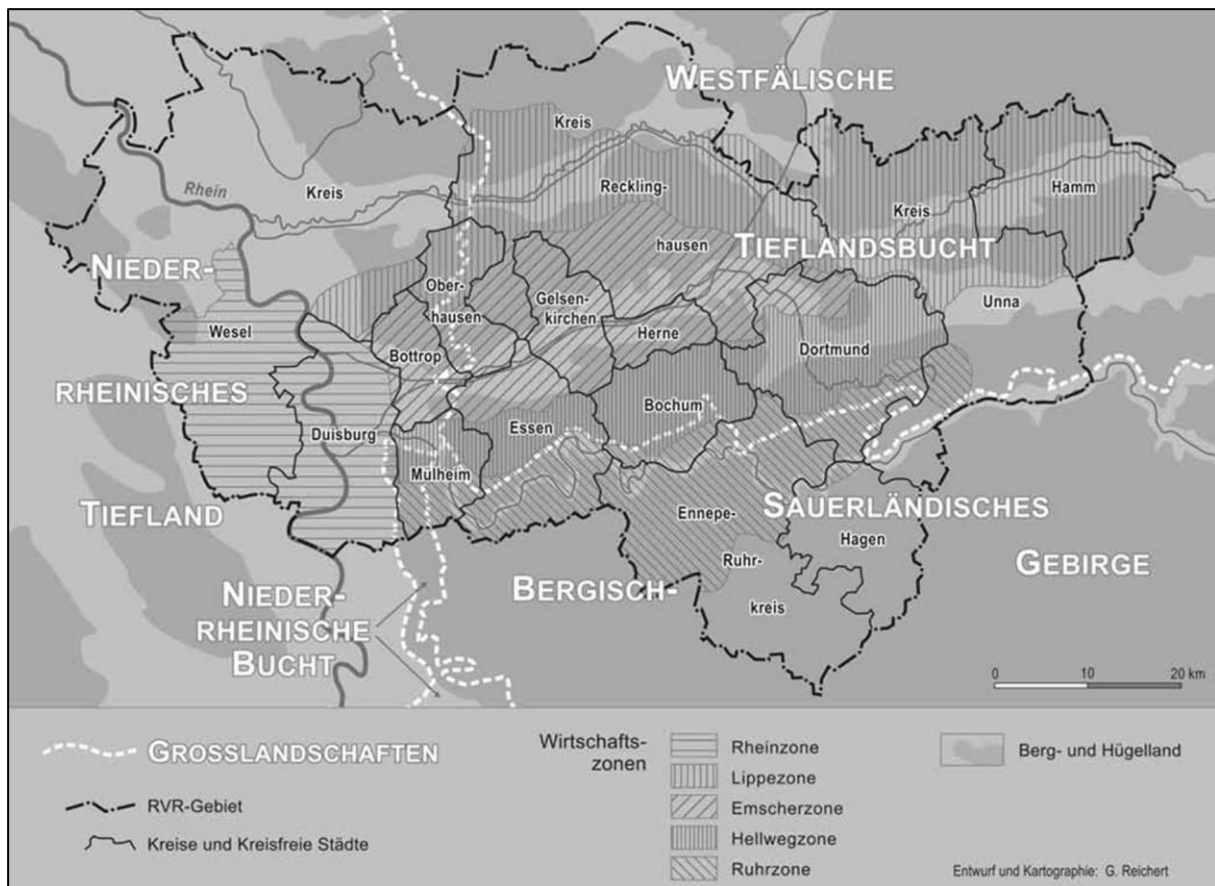 WESTFÄLISCHE
Kreis
Rhein
Kreis
Reckling-
Hamm
Kreis
hausen
TIEFLANDSBUCHT
NIEDER-
Ober-
hausen
Gelsen-
kirchen
Unna
Wesel
Herne
Dortmund
Bottrop
RHEINISCHES
Bochum
Essen
Duisburg
Mülheim
TIEFLAND
SAUERLÄNDISCHES
Ennepe-
Hagen
Ruhr-
GEBIRGE
BERGISCH-
kreis
NIEDER-
RHEINISCHE
BUCHT
0 10 20 km
GROSSLANDSCHAFTEN
RVR-Gebiet
Kreise und Kreisfreie Städte
Wirtschafts-
zonen
Rheinzone
Lippezone
Emscherzone
Hellwegzone
Ruhrzone
Berg- und Hügelland
Entwurf und Kartographie: G. Reichert